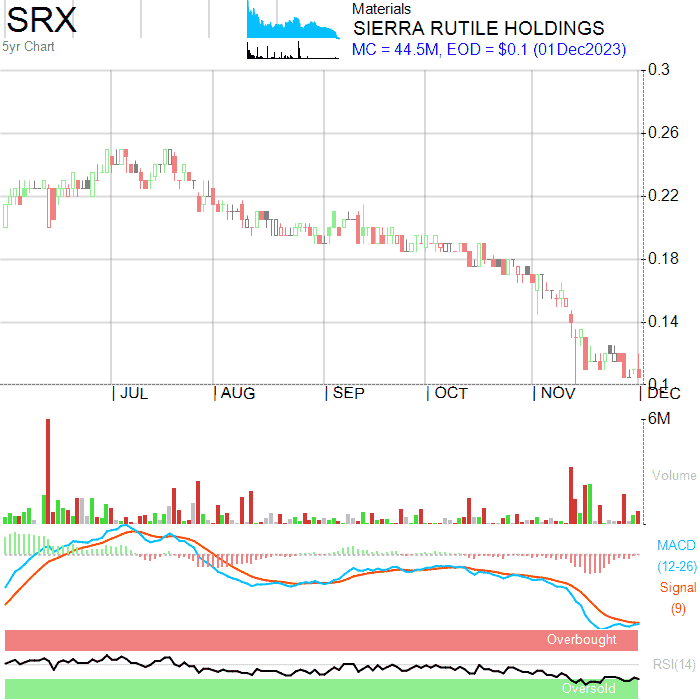 SRX
5yr Chart
Materials
SIERRA RUTILE HOLDINGS
MC = 44.5M, EOD = $0.1 (01Dec2023)
0.3
0.26
0.22
0.18
0.14
0.1
JUL AUG SEP OCT NOV DEC
6M
Volume
MACD
(12-26)
Signal
(9)
Overbought
RSI(14)
Oversold